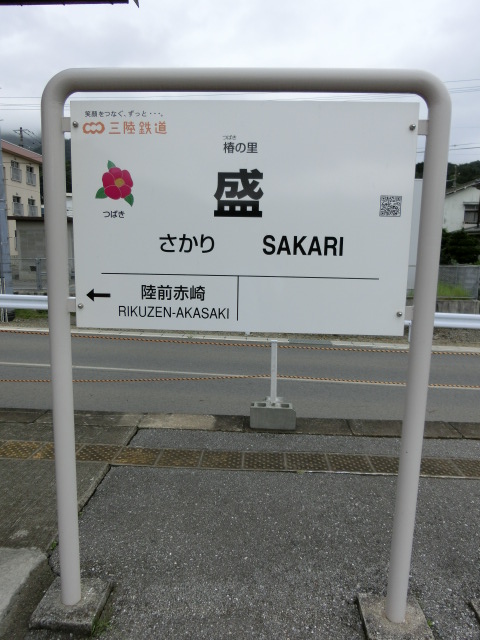 笑顔をつなぐ、ずっと・・・。
三陸鉄道
つばき
椿の里
盛
つばき
さかり SAKARI
陸前赤崎
RIKUZEN-AKASAKI